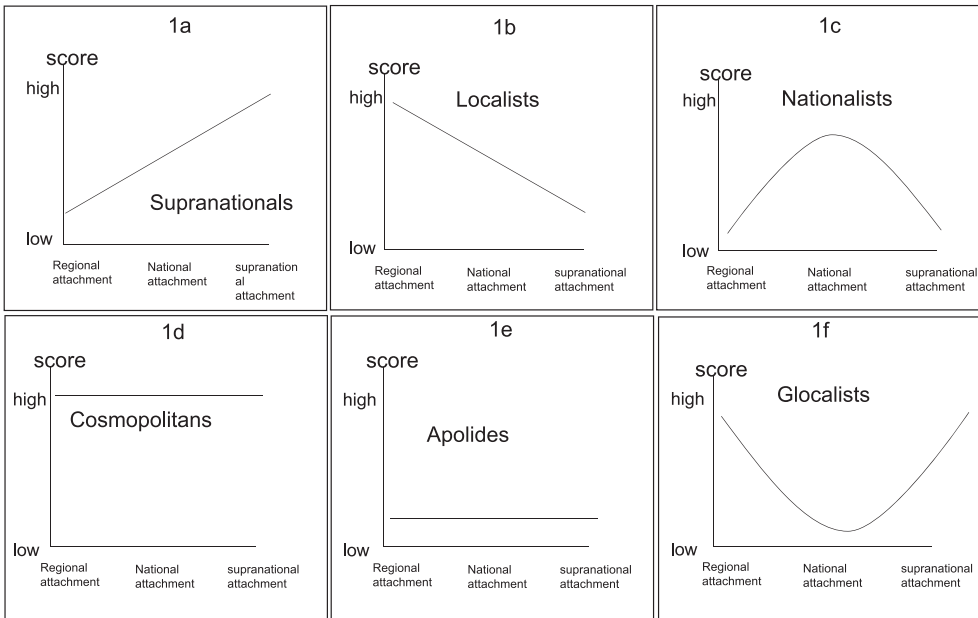 1a
score
high
Supranationals
low
Regional
attachment
National
attachment
supranation
al
attachment
1b
score
high
Localists
low
Regional
attachment
National
attachment
supranational
attachment
1c
score
high
Nationalists
low
Regional
attachment
National
attachment
supranational
attachment
1d
score
high
Cosmopolitans
low
Regional
attachment
National
attachment
supranational
attachment
1e
score
high
Apolides
low
Regional
attachment
National
attachment
supranational
attachment
1f
score
high
Glocalists
low
Regional
attachment
National
attachment
supranational
attachment